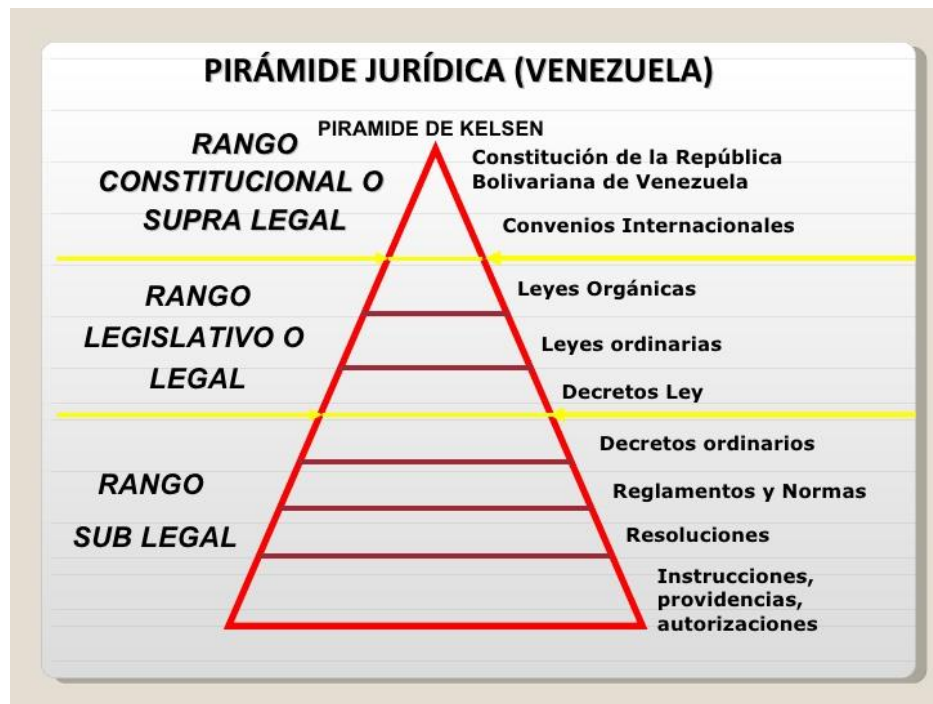 PIRÁMIDE JURÍDICA (VENEZUELA)
PIRAMIDE DE KELSEN
RANGO
CONSTITUCIONAL O
SUPRA LEGAL
Constitución de la República
Bolivariana de Venezuela
Convenios Internacionales
RANGO
LEGISLATIVO O
LEGAL
Leyes Orgánicas
Leyes ordinarias
Decretos Ley
RANGO
SUB LEGAL
Decretos ordinarios
Reglamentos y Normas
Resoluciones
Instrucciones,
providencias,
autorizaciones